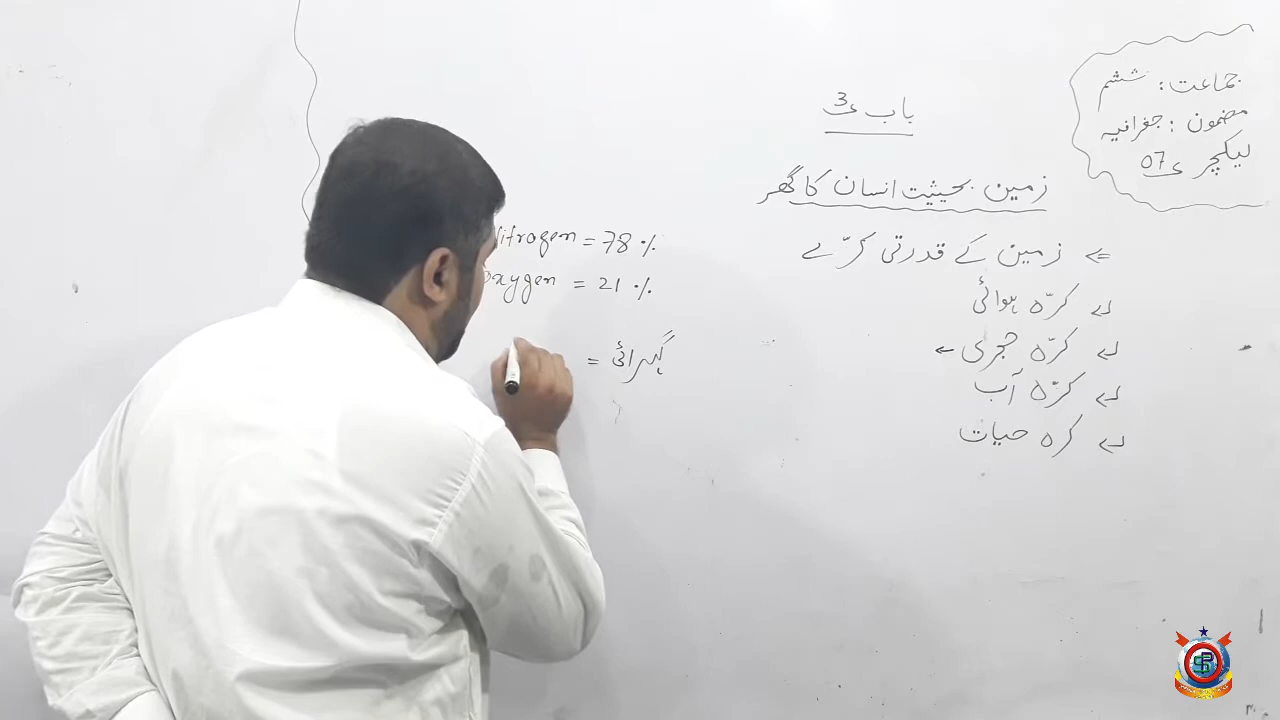 جماعت: ششم
مضمون: جغرافیہ
لیکچر ء 07
باب ء 3
زمین بحیثیت انسان کا گھر
⇐ زمین کے قدرتی کرّے
کرّہ ہوائی
کرّہ حجری ←
کرّہ آب
کرہ حیات
Nitrogen = 78 %
Oxygen = 21 %
گہرائی =